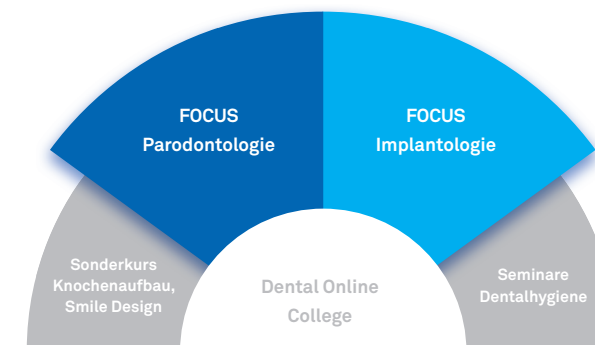 FOCUS
Parodontologie
FOCUS
Implantologie
Sonderkurs
Knochenaufbau,
Smile Design
Dental Online
College
Seminare
Dentalhygiene